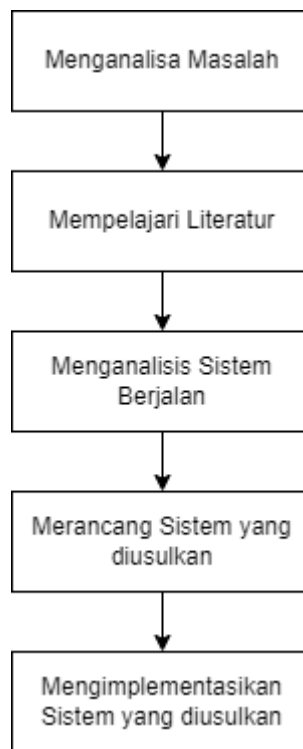 Menganalisa Masalah
Mempelajari Literatur
Menganalisis Sistem
Berjalan
Merancang Sistem yang
diusulkan
Mengimplementasikan
Sistem yang diusulkan